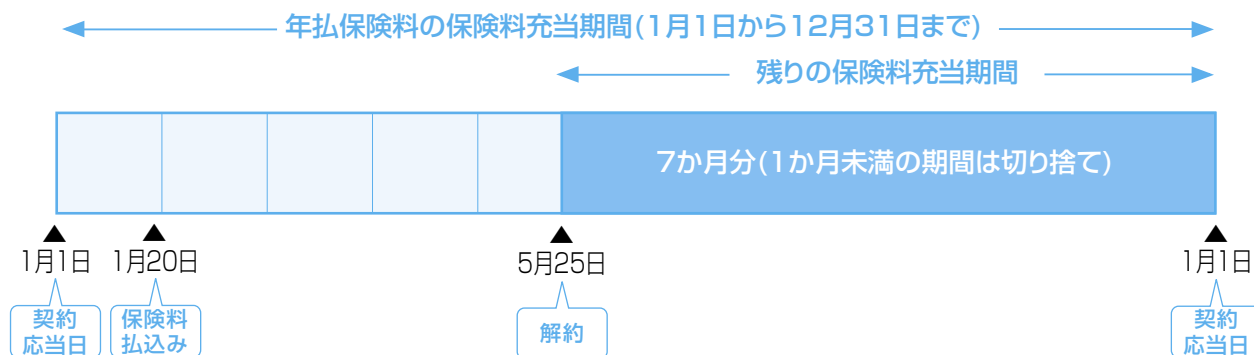 年払保険料の保険料充当期間(1月1日から12月31日まで)
残りの保険料充当期間
7か月分(1か月未満の期間は切り捨て)
1月1日
1月20日
5月25日
1月1日
契約
応当日
保険料
払込み
解約
契約
応当日